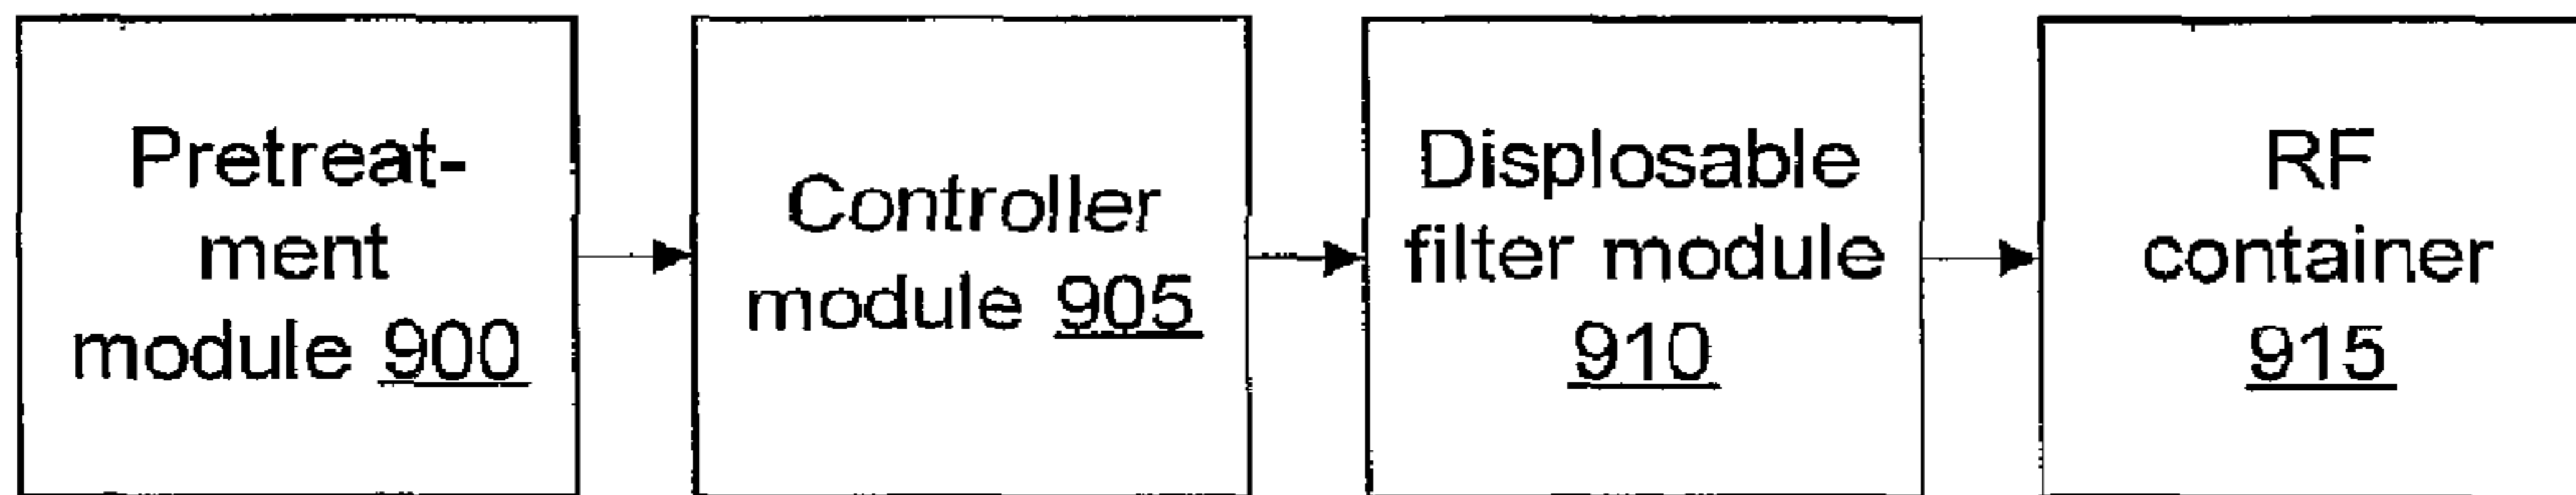 Pretreat-
ment
module 900
Controller
module 905
Displosable
filter module
910
RF
container
915